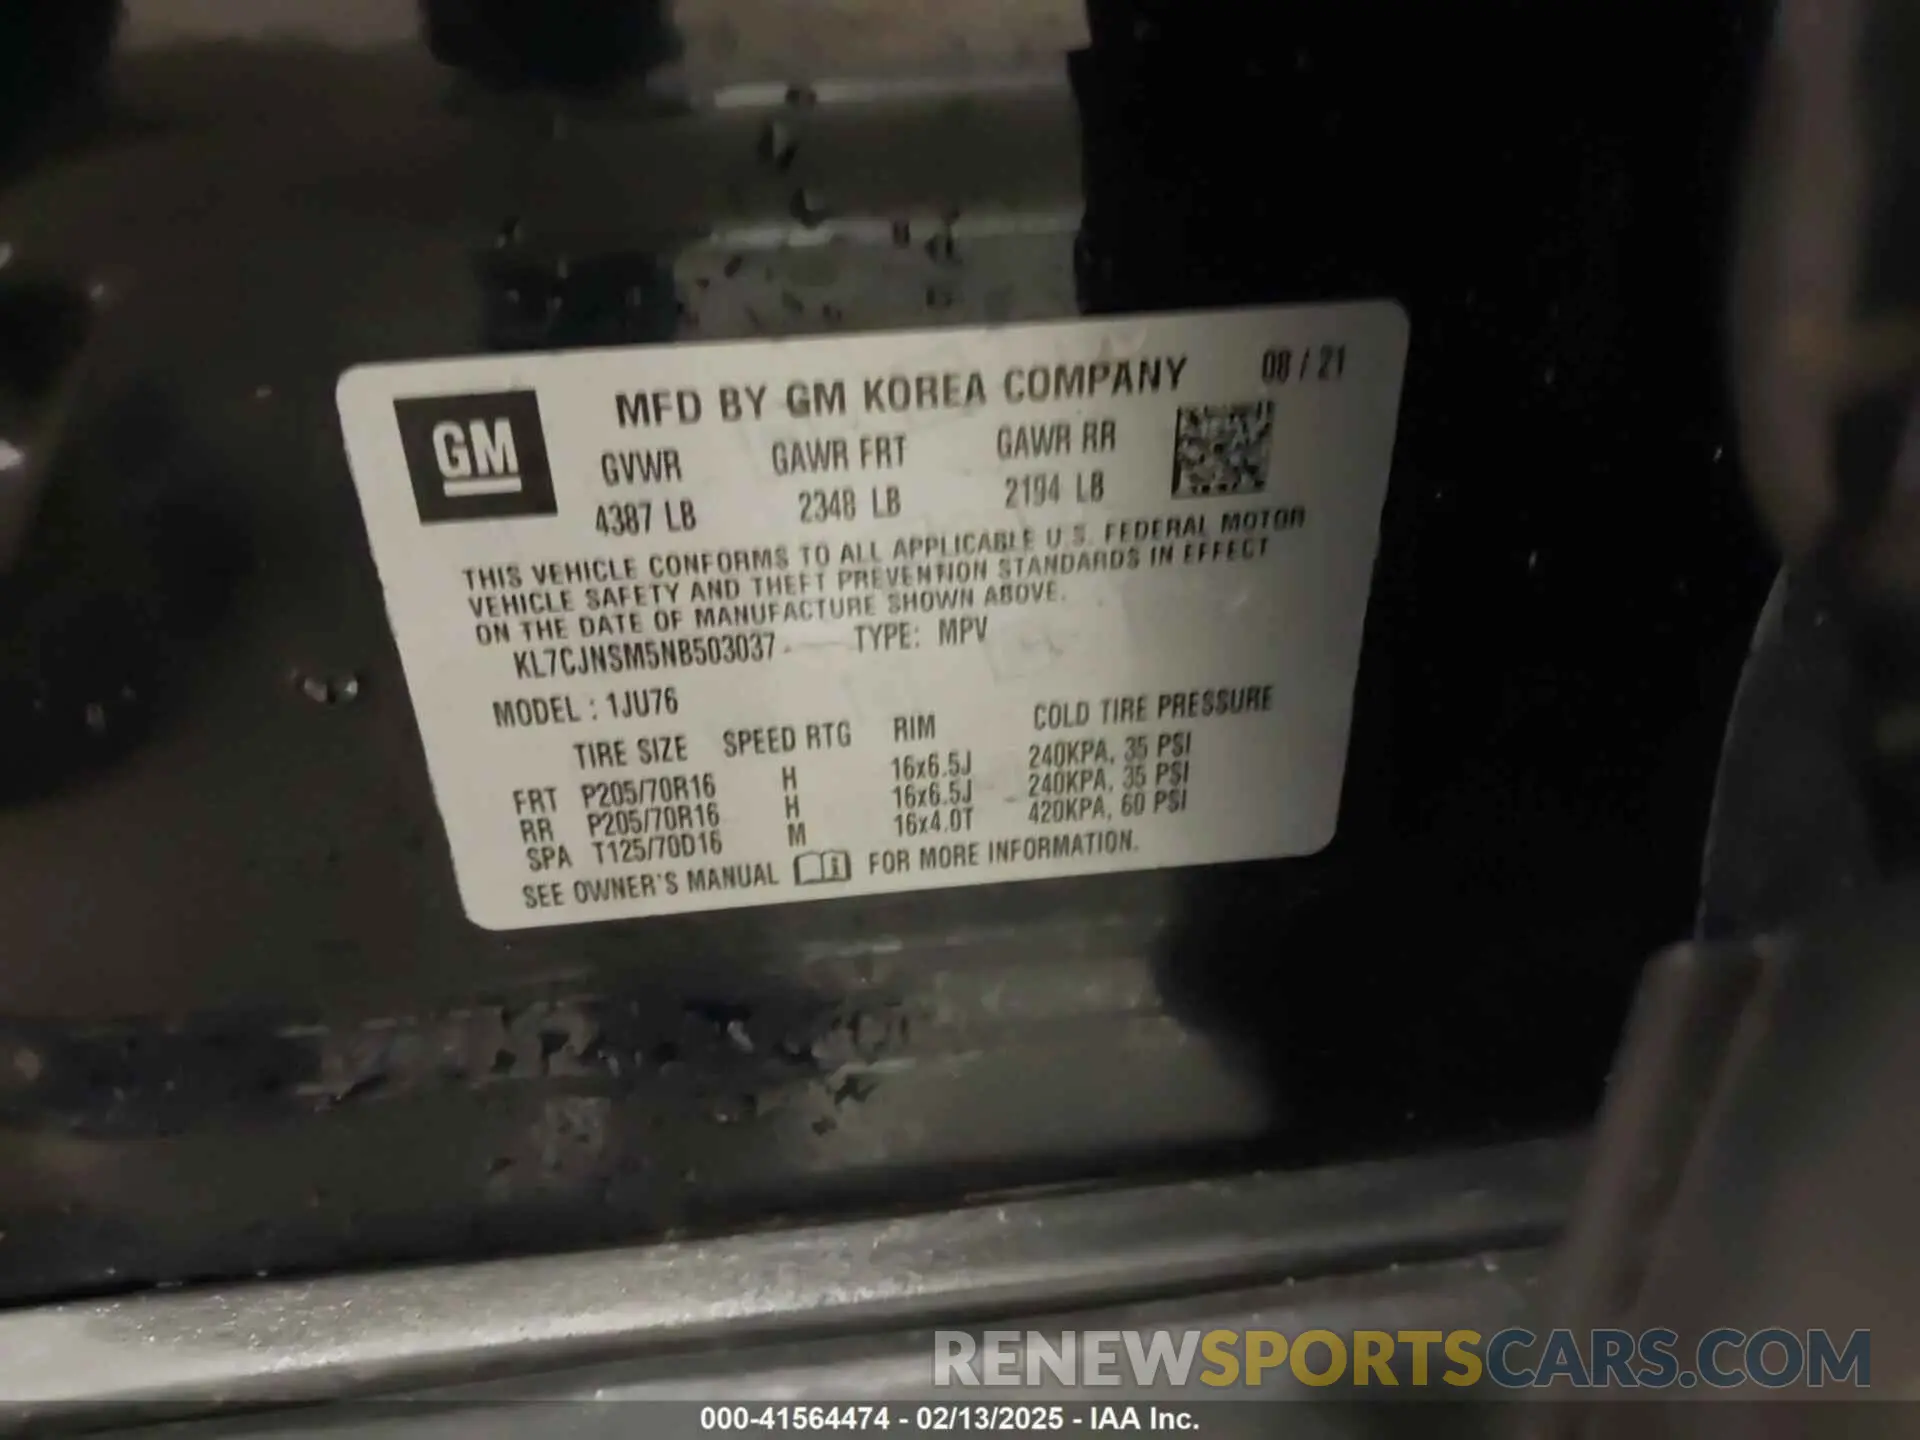 MFD BY GM KOREA COMPANY 08 / 21
GM
GVWR GAWR FRT GAWR RR
4387 LB 2348 LB 2194 LB
THIS VEHICLE CONFORMS TO ALL APPLICABLE U.S. FEDERAL MOTOR
VEHICLE SAFETY AND THEFT PREVENTION STANDARDS IN EFFECT
ON THE DATE OF MANUFACTURE SHOWN ABOVE.
KL7CJNSM5NB503037 TYPE: MPV
MODEL : 1JU76
TIRE SIZE SPEED RTG RIM COLD TIRE PRESSURE
FRT P205/70R16 H 16x6.5J 240KPA, 35 PSI
RR P205/70R16 H 16x6.5J 240KPA, 35 PSI
SPA T125/70D16 M 16x4.0T 420KPA, 60 PSI
SEE OWNER'S MANUAL FOR MORE INFORMATION.
RENEWSPORTSCARS.COM
000-41564474 - 02/13/2025 - IAA Inc.